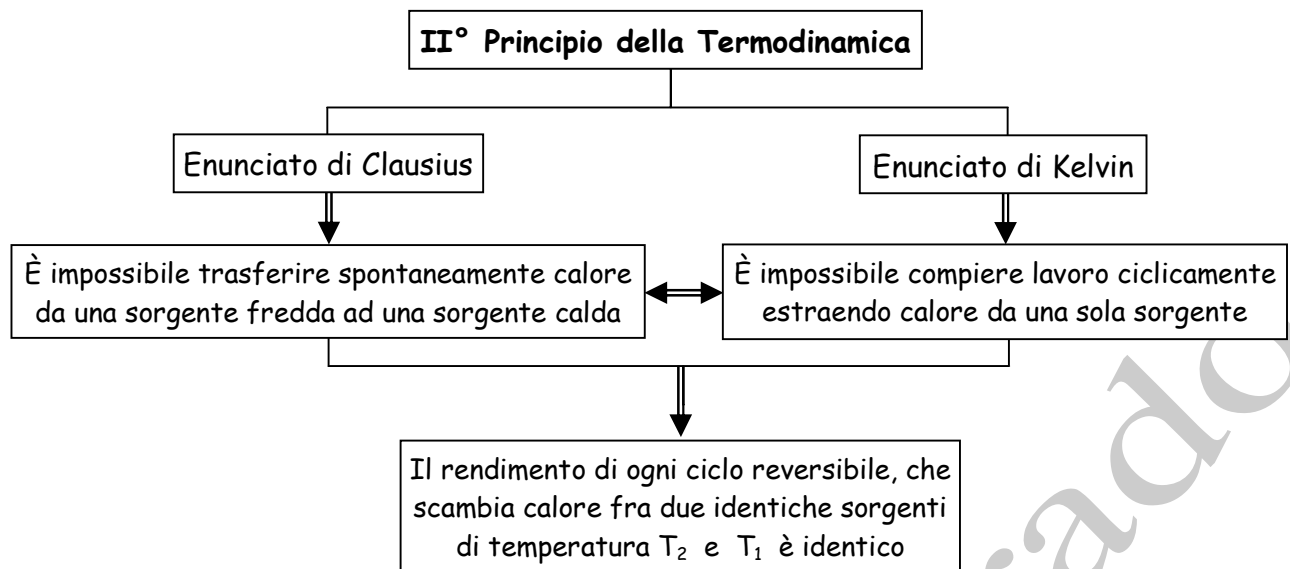 II° Principio della Termodinamica
Enunciato di Clausius
Enunciato di Kelvin
È impossibile trasferire spontaneamente calore
da una sorgente fredda ad una sorgente calda
È impossibile compiere lavoro ciclicamente
estraendo calore da una sola sorgente
Il rendimento di ogni ciclo reversibile, che
scambia calore fra due identiche sorgenti
di temperatura T₂ e T₁ è identico